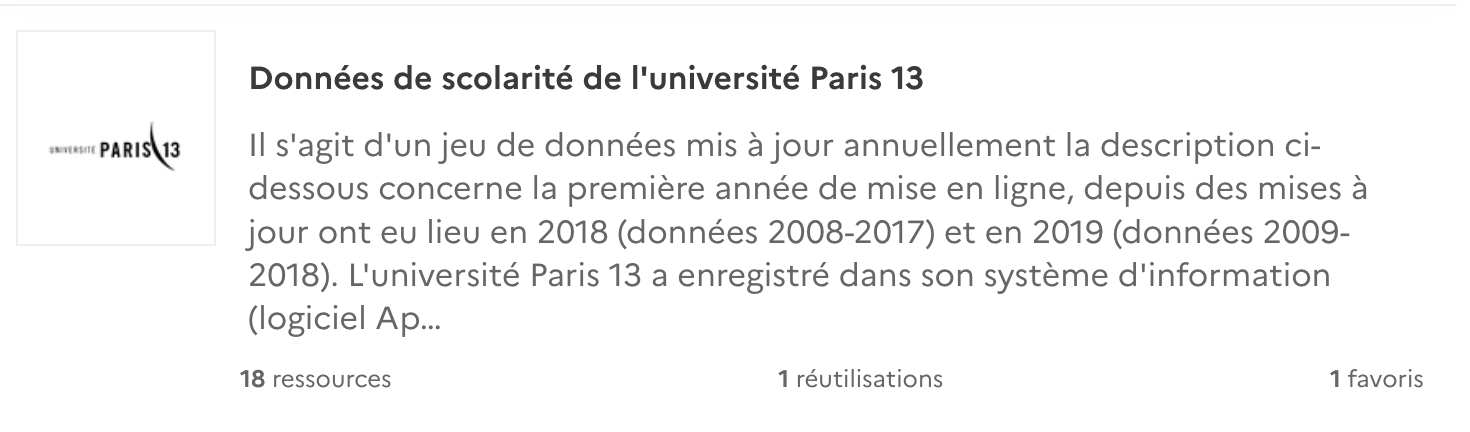 UNIVERSITÉ PARIS 13
Données de scolarité de l'université Paris 13
Il s'agit d'un jeu de données mis à jour annuellement la description ci-
dessous concerne la première année de mise en ligne, depuis des mises à
jour ont eu lieu en 2018 (données 2008-2017) et en 2019 (données 2009-
2018). L'université Paris 13 a enregistré dans son système d'information
(logiciel Ap...
18 ressources
1 réutilisations
1 favoris